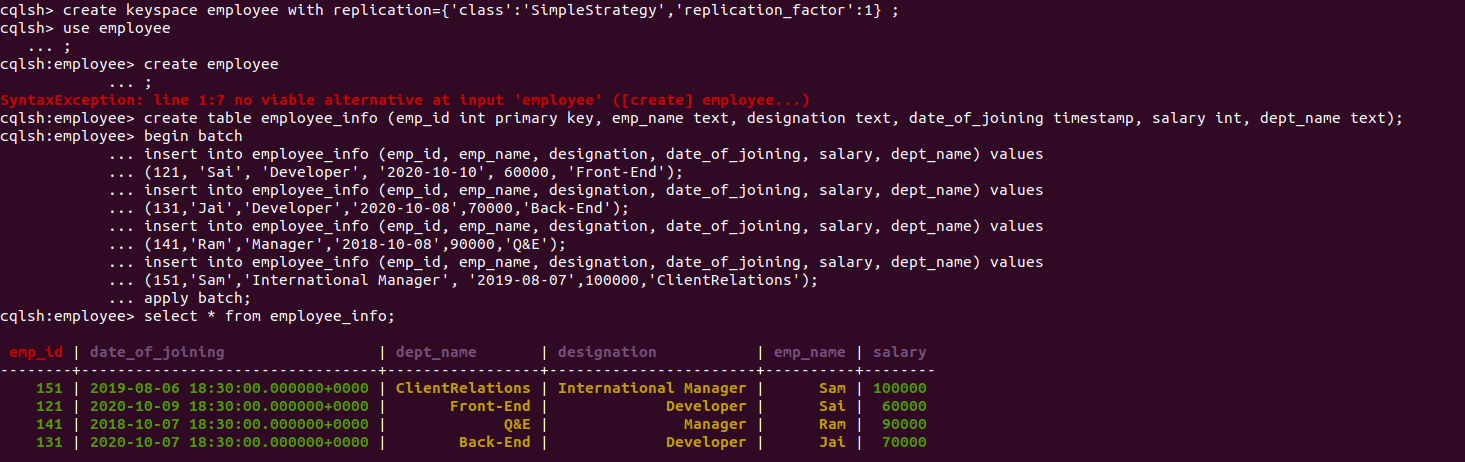 cqlsh> create keyspace employee with replication={'class':'SimpleStrategy','replication_factor':1} ;
cqlsh> use employee
   ... ;
cqlsh:employee> create employee
            ... ;
SyntaxException: line 1:7 no viable alternative at input 'employee' ([create] employee...)
cqlsh:employee> create table employee_info (emp_id int primary key, emp_name text, designation text, date_of_joining timestamp, salary int, dept_name text);
cqlsh:employee> begin batch
            ... insert into employee_info (emp_id, emp_name, designation, date_of_joining, salary, dept_name) values
            ... (121, 'Sai', 'Developer', '2020-10-10', 60000, 'Front-End');
            ... insert into employee_info (emp_id, emp_name, designation, date_of_joining, salary, dept_name) values
            ... (131,'Jai','Developer','2020-10-08',70000,'Back-End');
            ... insert into employee_info (emp_id, emp_name, designation, date_of_joining, salary, dept_name) values
            ... (141,'Ram','Manager','2018-10-08',90000,'Q&E');
            ... insert into employee_info (emp_id, emp_name, designation, date_of_joining, salary, dept_name) values
            ... (151,'Sam','International Manager', '2019-08-07',100000,'ClientRelations');
            ... apply batch;
cqlsh:employee> select * from employee_info;

 emp_id | date_of_joining                 | dept_name       | designation           | emp_name | salary
--------+---------------------------------+-----------------+-----------------------+----------+--------
    151 | 2019-08-06 18:30:00.000000+0000 | ClientRelations | International Manager |      Sam | 100000
    121 | 2020-10-09 18:30:00.000000+0000 |       Front-End |             Developer |      Sai |  60000
    141 | 2018-10-07 18:30:00.000000+0000 |             Q&E |               Manager |      Ram |  90000
    131 | 2020-10-07 18:30:00.000000+0000 |        Back-End |             Developer |      Jai |  70000